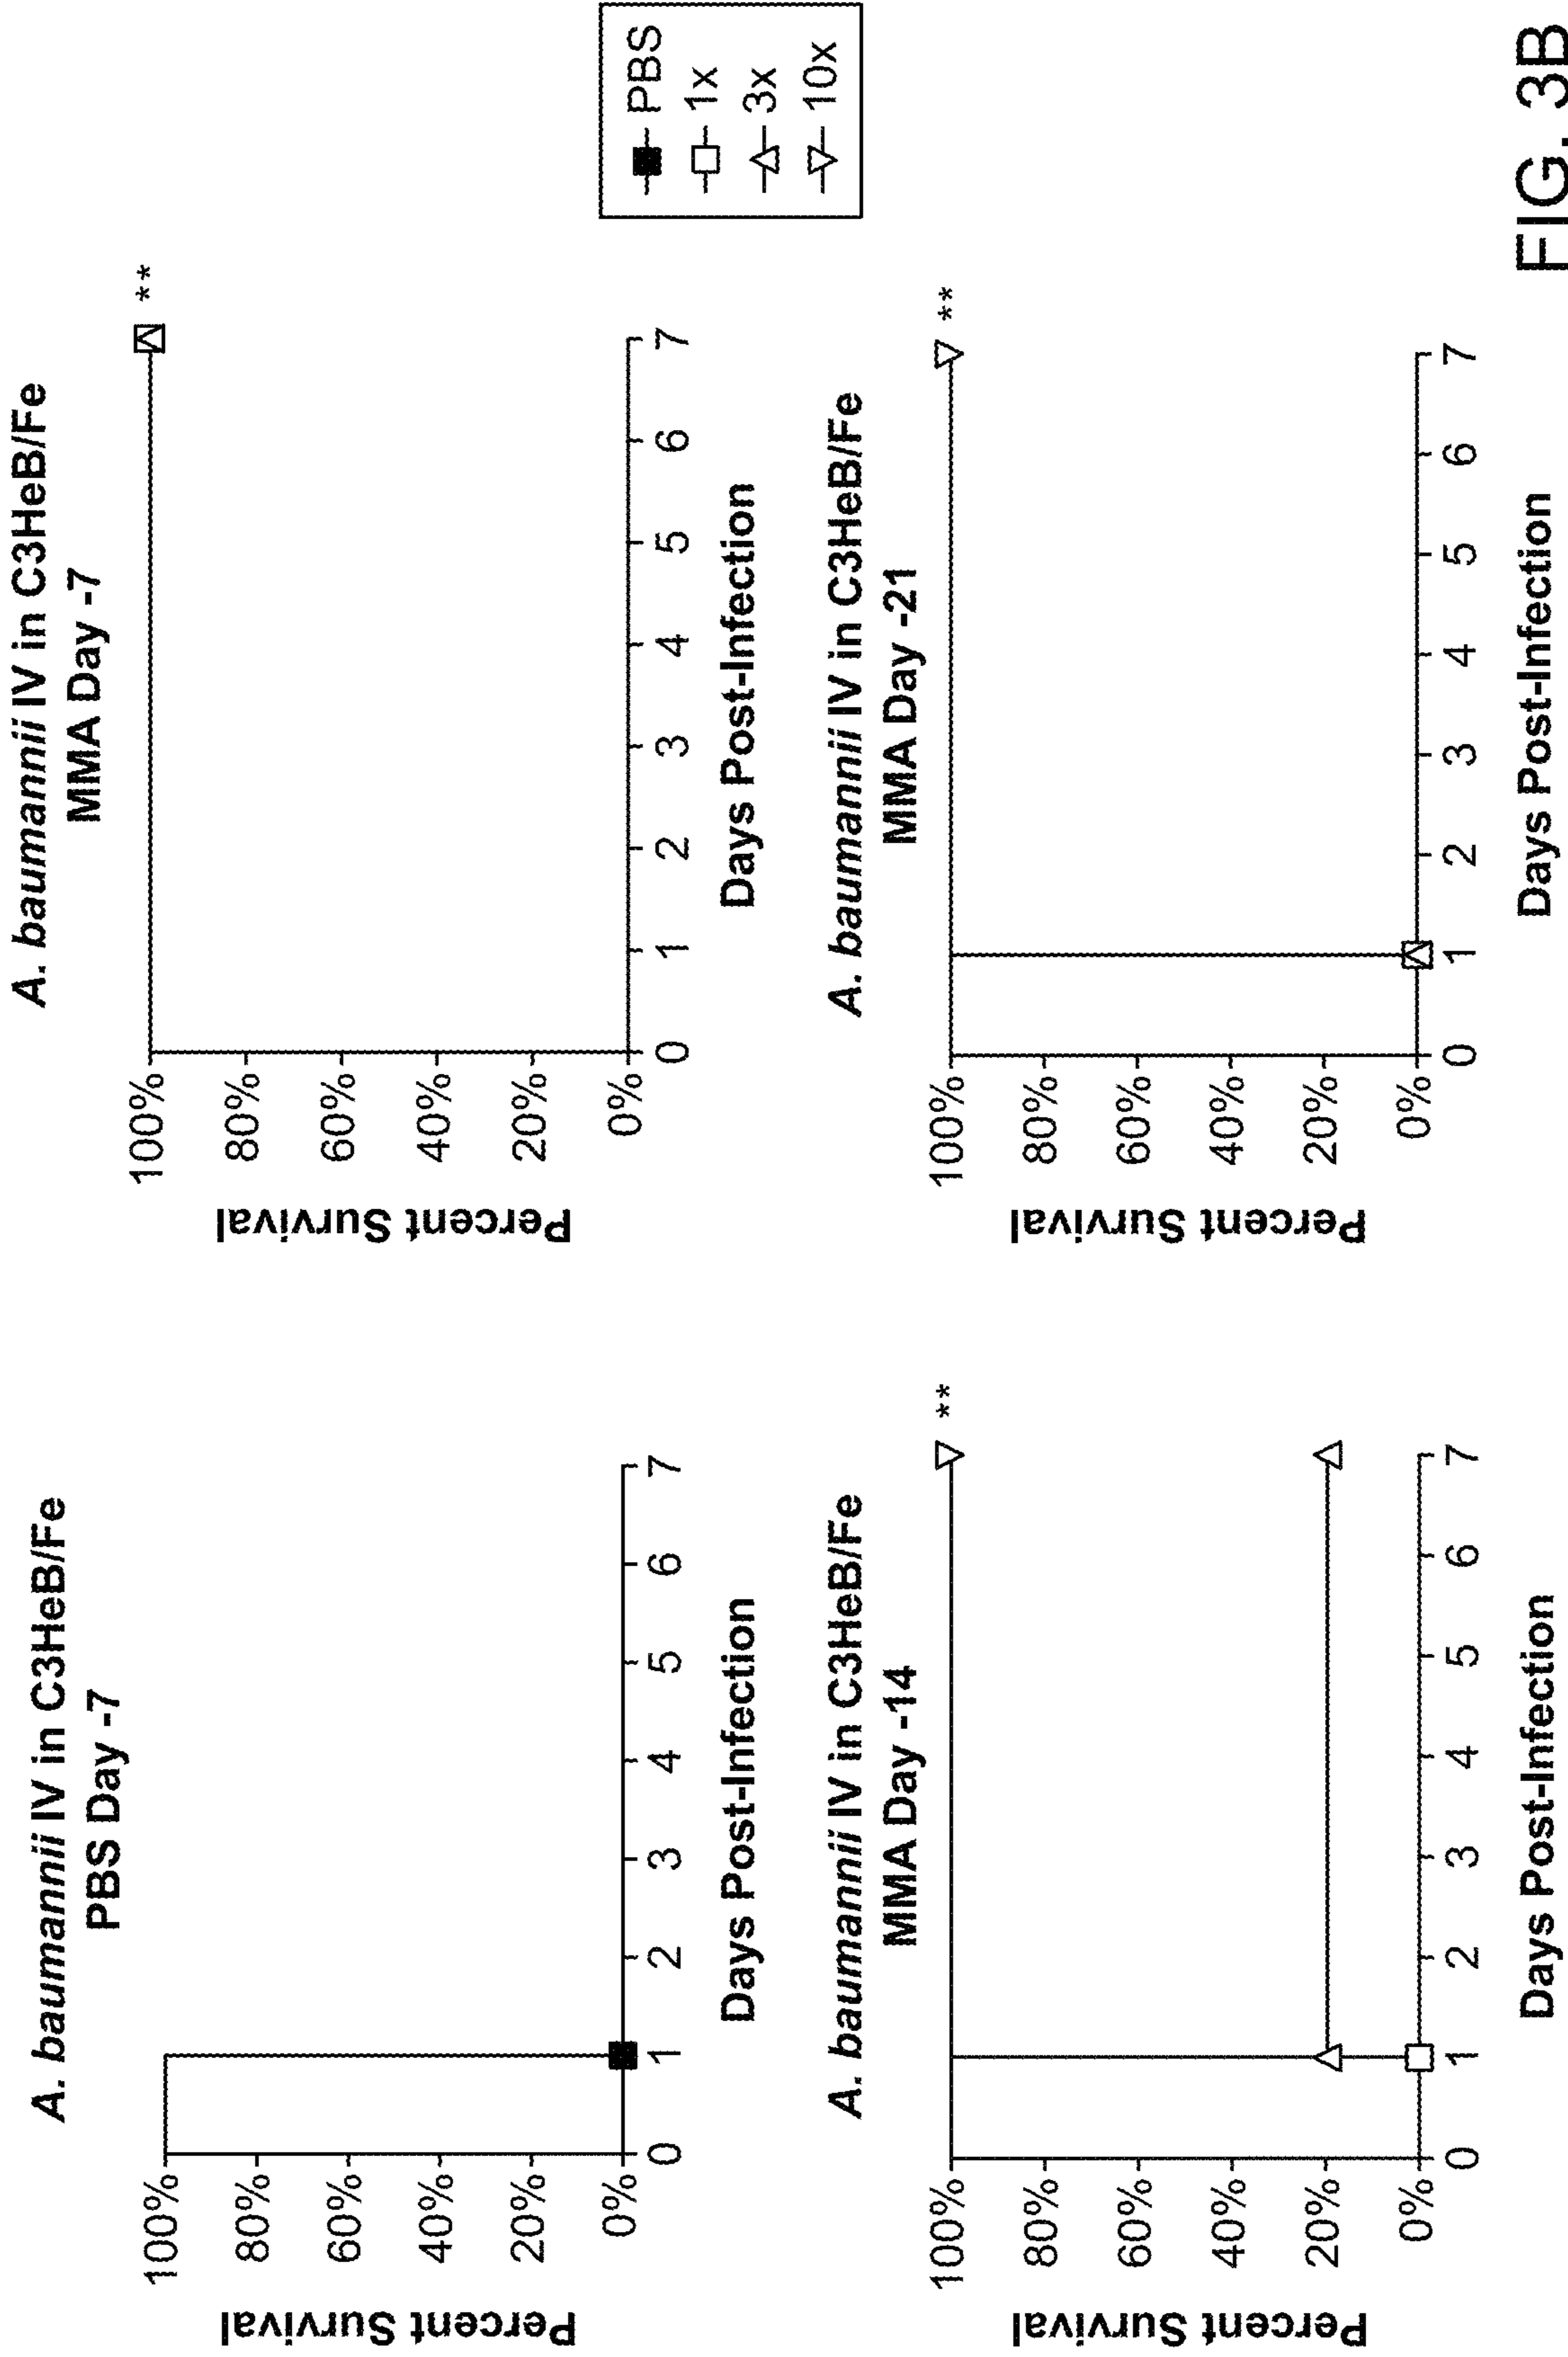 A. baumannii IV in C3HeB/Fe
PBS Day -7
Percent Survival
100%
80%
60%
40%
20%
0%
0 1 2 3 4 5 6 7
Days Post-Infection
A. baumannii IV in C3HeB/Fe
MMA Day -7
**
Percent Survival
100%
80%
60%
40%
20%
0%
0 1 2 3 4 5 6 7
Days Post-Infection
PBS
1x
3x
10x
A. baumannii IV in C3HeB/Fe
MMA Day -14
**
Percent Survival
100%
80%
60%
40%
20%
0%
0 1 2 3 4 5 6 7
Days Post-Infection
A. baumannii IV in C3HeB/Fe
MMA Day -21
**
Percent Survival
100%
80%
60%
40%
20%
0%
0 1 2 3 4 5 6 7
Days Post-Infection
FIG. 3B